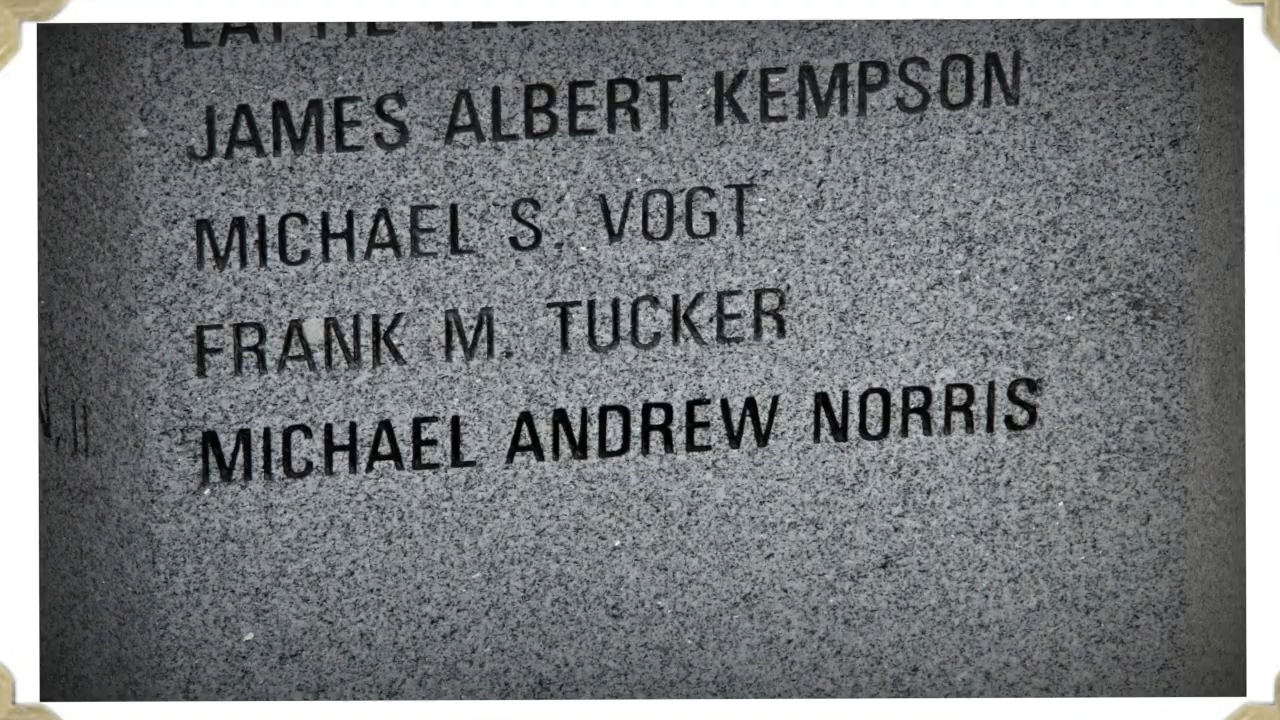 JAMES ALBERT KEMPSON
MICHAEL S. VOGT
FRANK M. TUCKER
MICHAEL ANDREW NORRIS